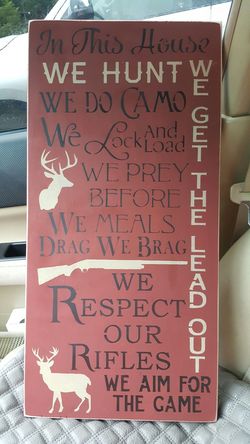 In This House
WE HUNT
WE DO CAMO
We Lock And Load
WE PREY
BEFORE
WE MEALS
DRAG WE BRAG
WE
RESPECT
OUR
RIFLES
WE AIM FOR
THE GAME
WE GET THE LEAD OUT